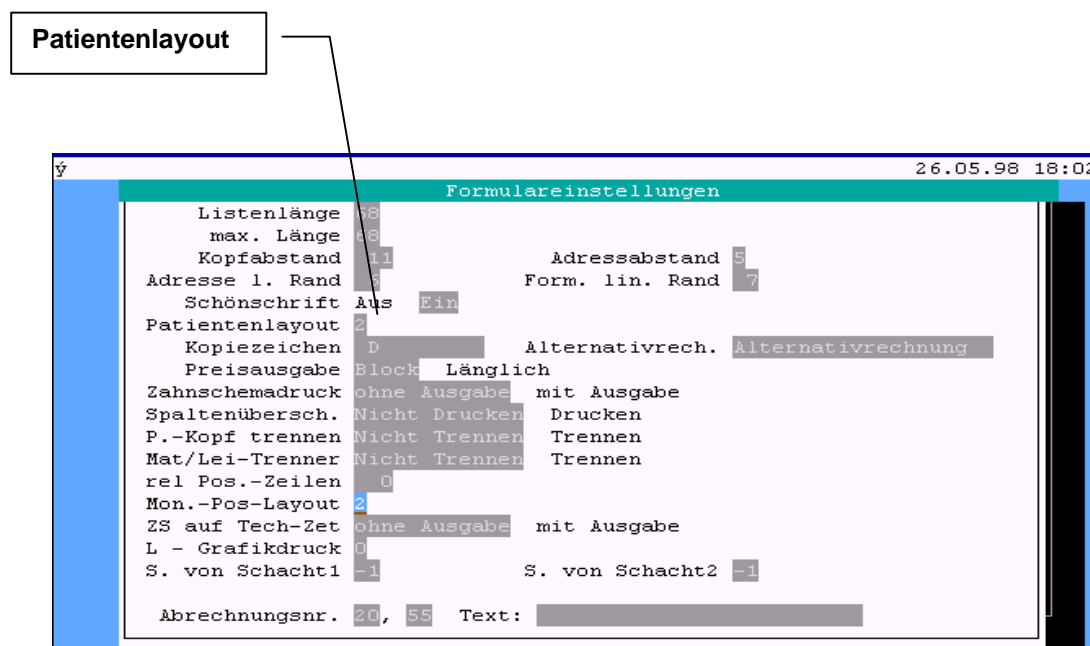 Patientenlayout
ý 26.05.98 18:02
Formulareinstellungen
Listenlänge 68
max. Länge 68
Kopfabstand 11 Adressabstand 5
Adresse l. Rand 5 Form. lin. Rand 7
Schönschrift Aus Ein
Patientenlayout 2
Kopiezeichen D Alternativrech. Alternativrechnung
Preisausgabe Block Länglich
Zahnschemadruck ohne Ausgabe mit Ausgabe
Spaltenübersch. Nicht Drucken Drucken
P.-Kopf trennen Nicht Trennen Trennen
Mat/Lei-Trenner Nicht Trennen Trennen
rel Pos.-Zeilen 0
Mon.-Pos-Layout 2
ZS auf Tech-Zet ohne Ausgabe mit Ausgabe
L - Grafikdruck 0
S. von Schacht1 -1 S. von Schacht2 -1
Abrechnungsnr. 20, 55 Text: